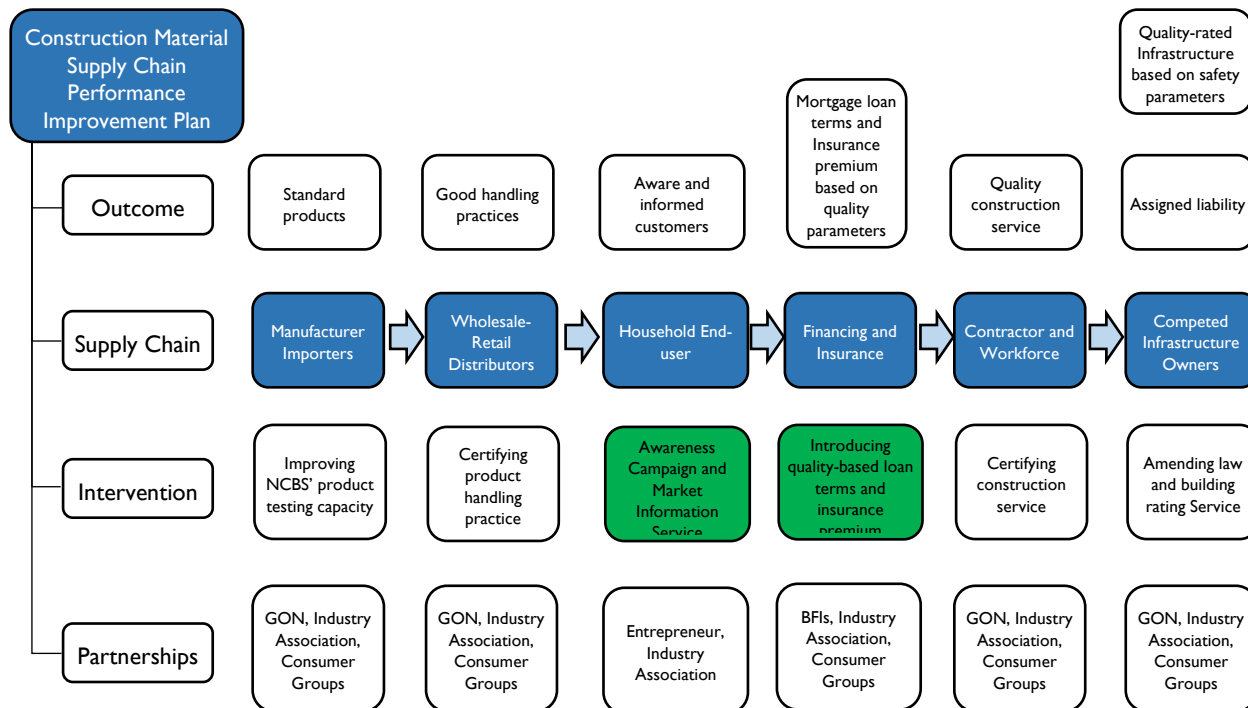 Construction Material
Supply Chain
Performance
Improvement Plan
Quality-rated
Infrastructure
based on safety
parameters
Outcome
Standard
products
Good handling
practices
Aware and
informed
customers
Mortgage loan
terms and
Insurance
premium
based on
quality
parameters
Quality
construction
service
Assigned liability
Supply Chain
Manufacturer
Importers
Wholesale-
Retail
Distributors
Household End-
user
Financing and
Insurance
Contractor and
Workforce
Competed
Infrastructure
Owners
Intervention
Improving
NCBS' product
testing capacity
Certifying
product
handling
practice
Awareness
Campaign and
Market
Information
Service
Introducing
quality-based loan
terms and
insurance
premium
Certifying
construction
service
Amending law
and building
rating Service
Partnerships
GON, Industry
Association,
Consumer
Groups
GON, Industry
Association,
Consumer
Groups
Entrepreneur,
Industry
Association
BFIs, Industry
Association,
Consumer
Groups
GON, Industry
Association,
Consumer
Groups
GON, Industry
Association,
Consumer
Groups